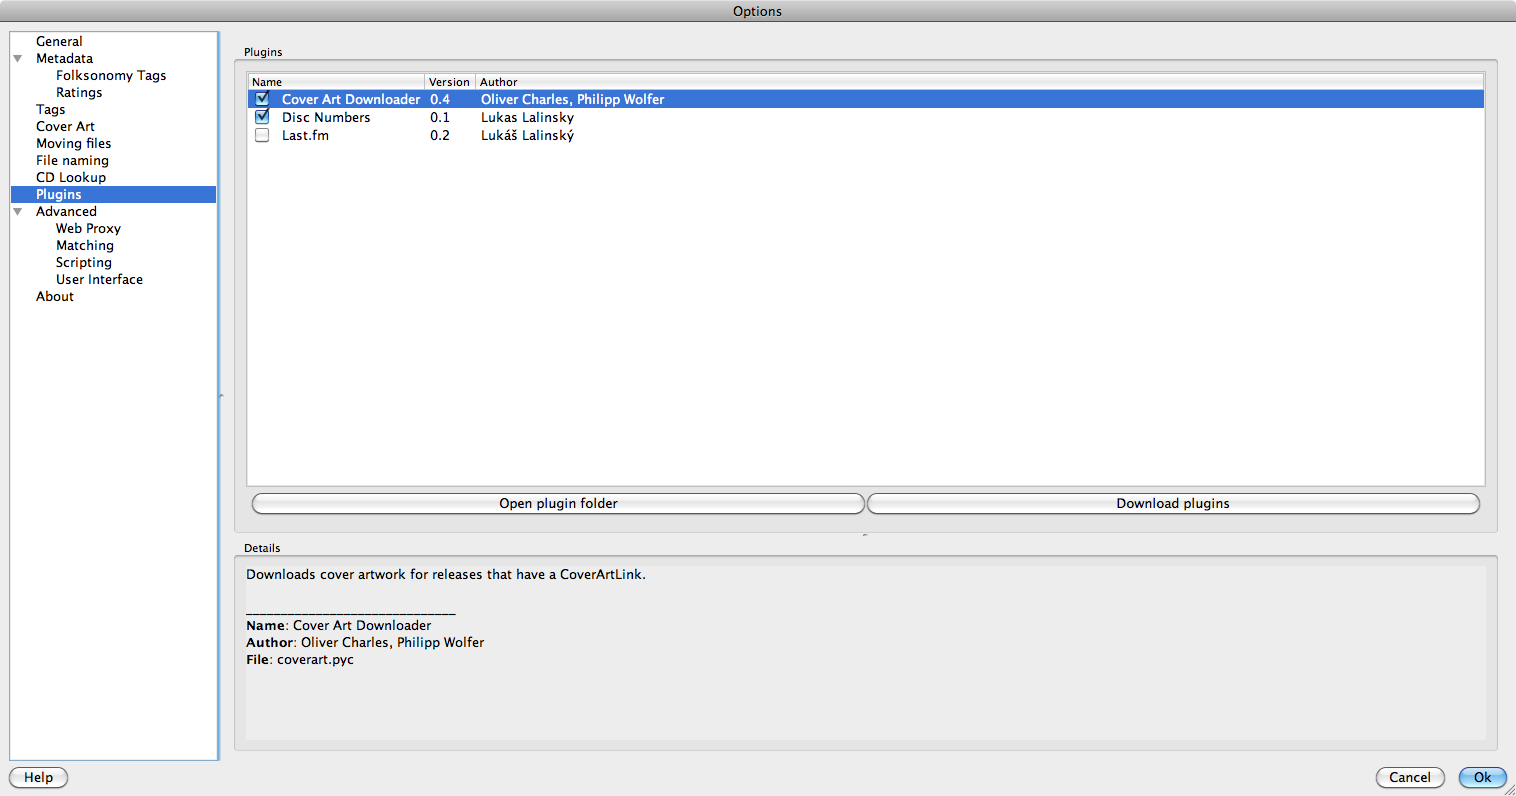 Options
General
Metadata
Folksonomy Tags
Ratings
Tags
Cover Art
Moving files
File naming
CD Lookup
Plugins
Advanced
Web Proxy
Matching
Scripting
User Interface
About
Plugins
Name Version Author
Cover Art Downloader 0.4 Oliver Charles, Philipp Wolfer
Disc Numbers 0.1 Lukas Lalinsky
Last.fm 0.2 Lukáš Lalinský
Open plugin folder Download plugins
Details
Downloads cover artwork for releases that have a CoverArtLink.
Name: Cover Art Downloader
Author: Oliver Charles, Philipp Wolfer
File: coverart.pyc
Help Cancel Ok